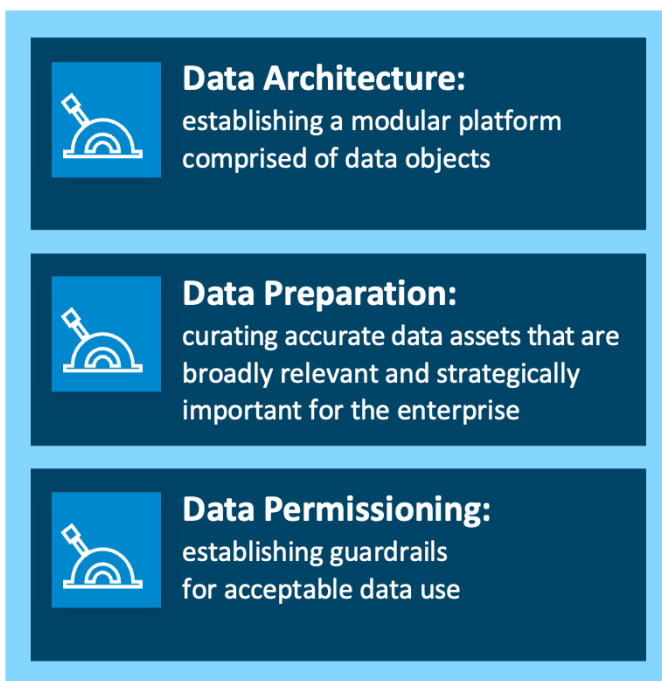 Data Architecture:
establishing a modular platform
comprised of data objects
Data Preparation:
curating accurate data assets that are
broadly relevant and strategically
important for the enterprise
Data Permissioning:
establishing guardrails
for acceptable data use